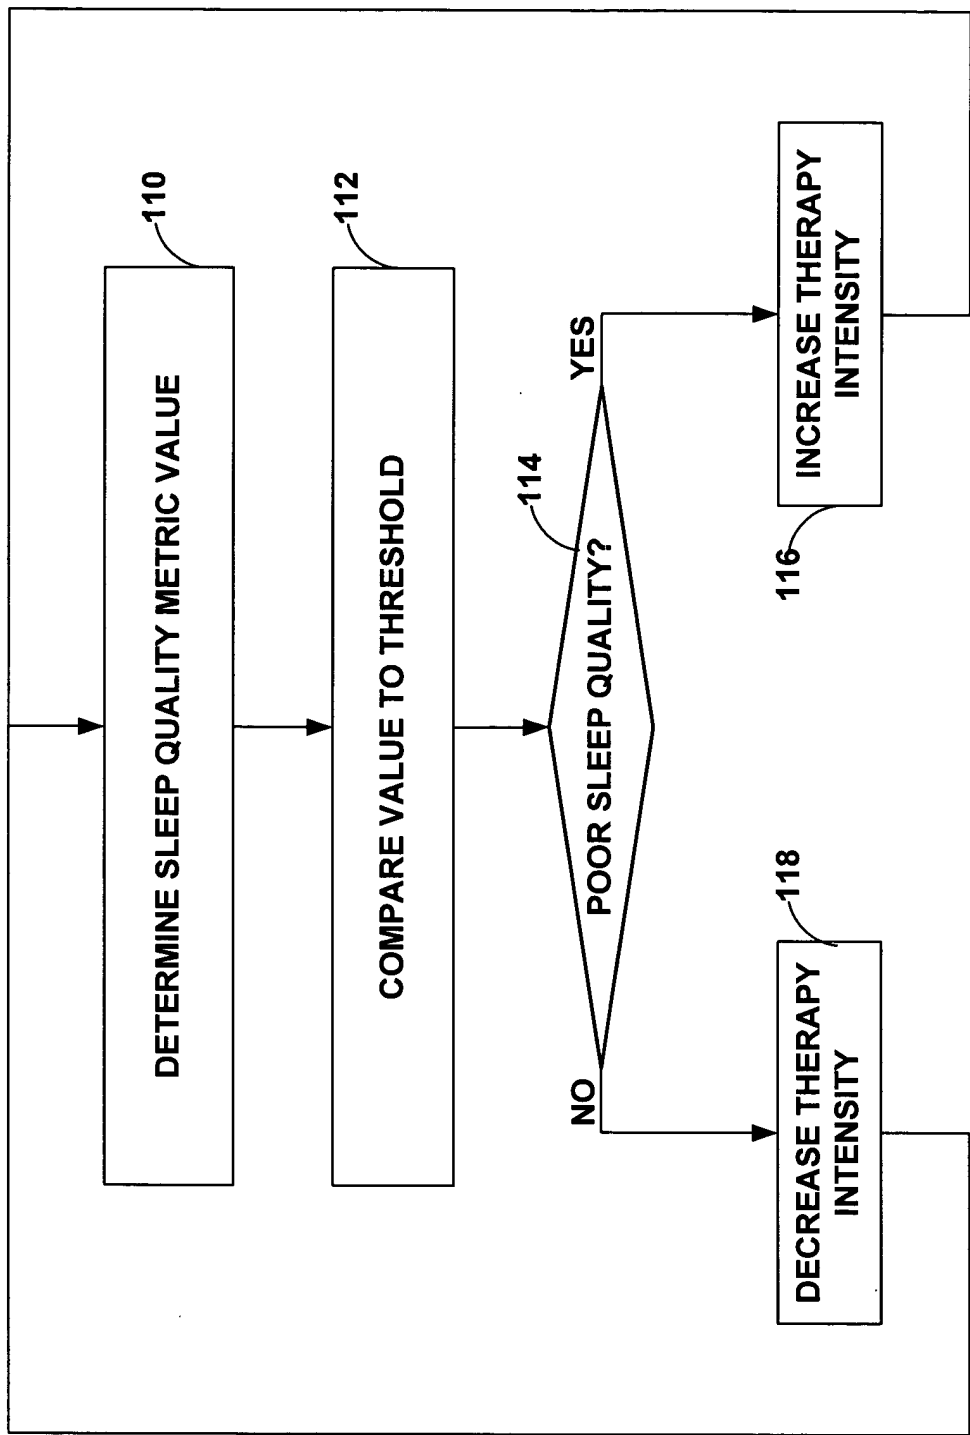 DETERMINE SLEEP QUALITY METRIC VALUE
110
COMPARE VALUE TO THRESHOLD
112
POOR SLEEP QUALITY?
114
NO
YES
DECREASE THERAPY
INTENSITY
118
INCREASE THERAPY
INTENSITY
116